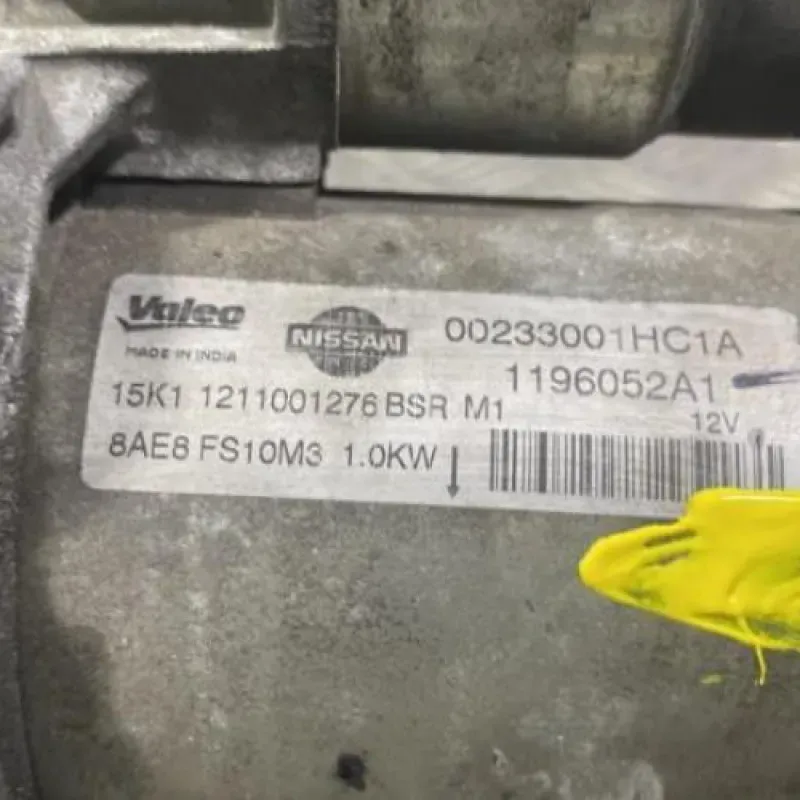 Valeo NISSAN 00233001HC1A
MADE IN INDIA 1196052A1
15K1 1211001276 BSR M1 12V
8AE8 FS10M3 1.0KW